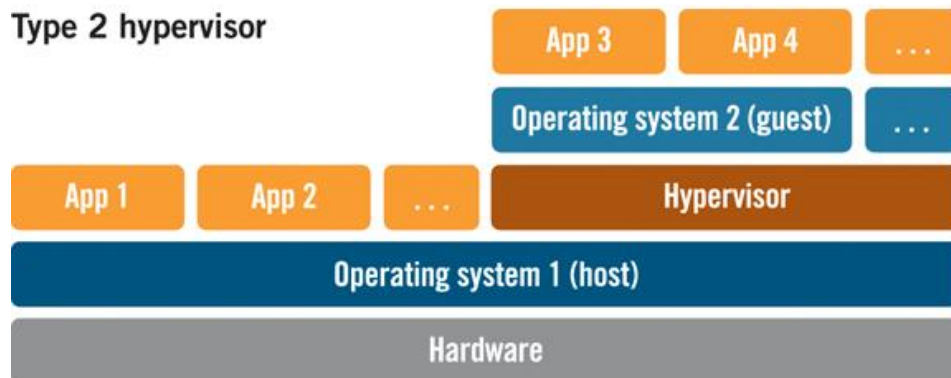 Type 2 hypervisor
App 3 App 4 ...
Operating system 2 (guest) ...
App 1 App 2 ... Hypervisor
Operating system 1 (host)
Hardware